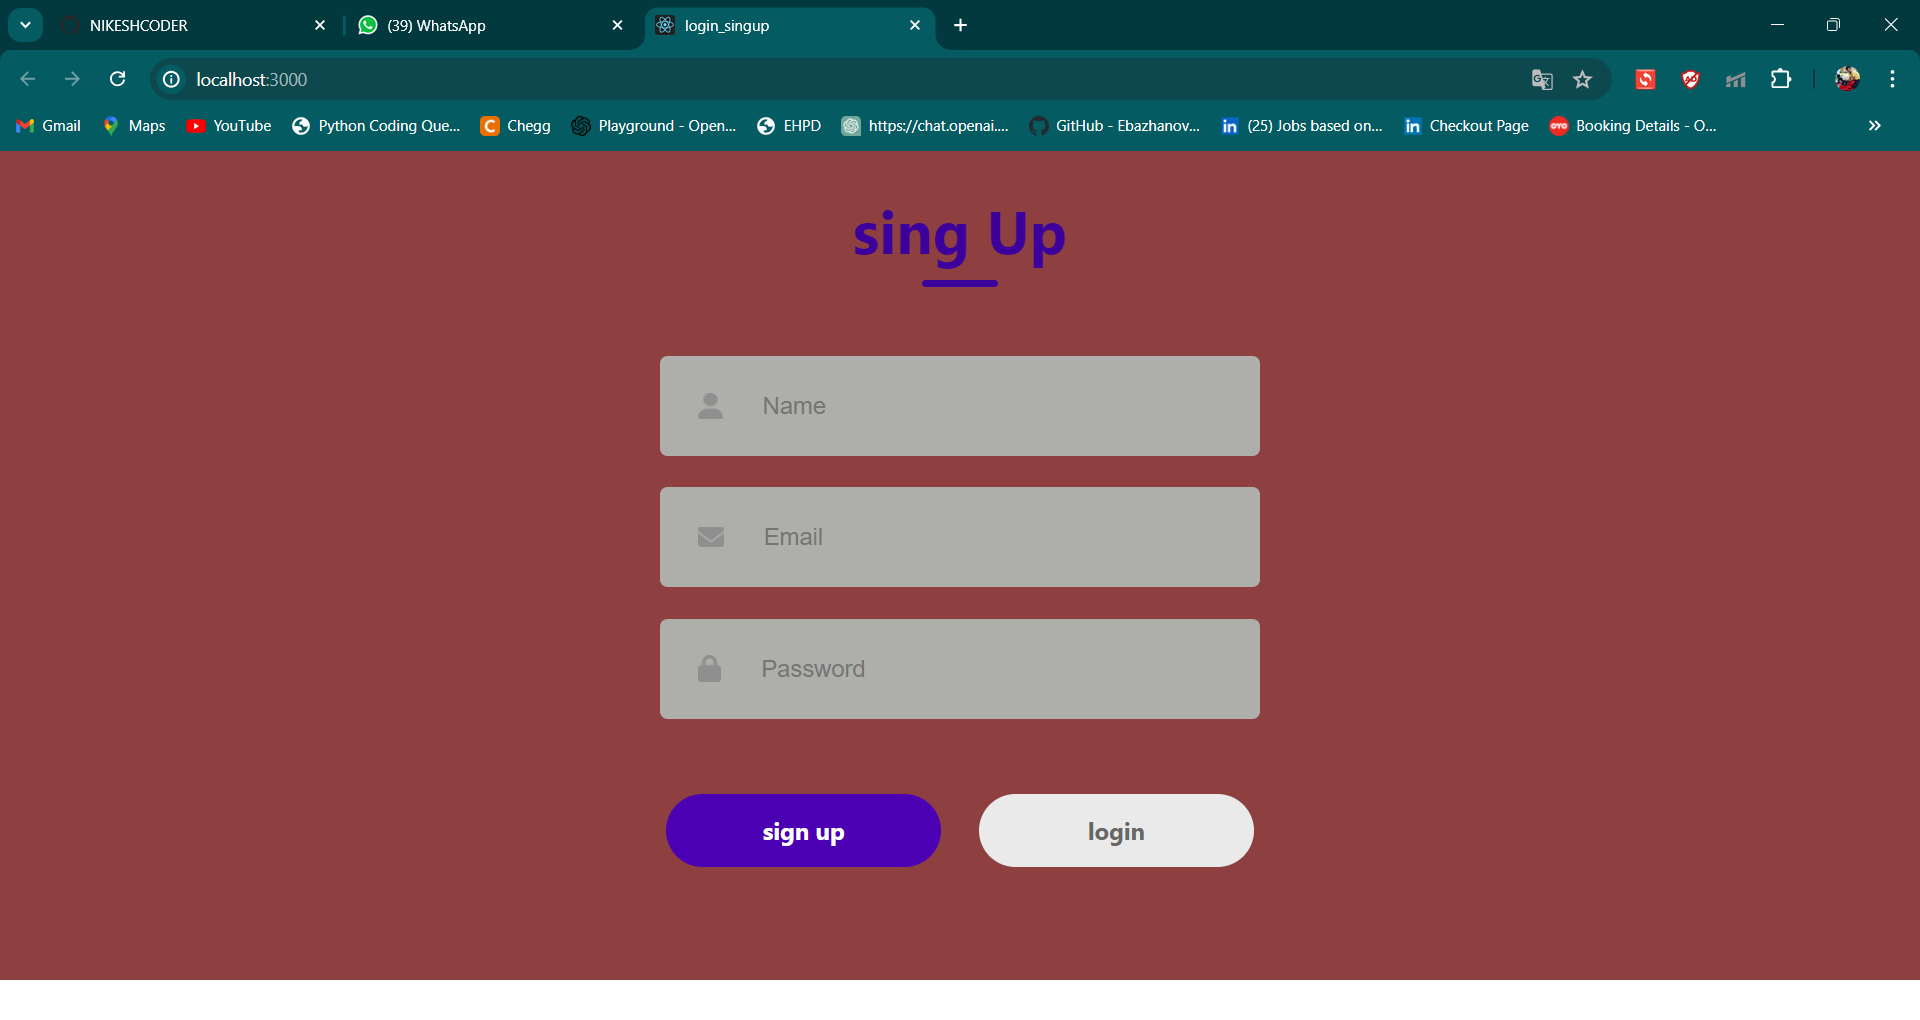 NIKESHCODER
(39) WhatsApp
login_singup
localhost:3000
Gmail
Maps
YouTube
Python Coding Que...
Chegg
Playground - Open...
EHPD
https://chat.openai....
GitHub - Ebazhanov...
(25) Jobs based on...
Checkout Page
Booking Details - O...
sing Up
Name
Email
Password
sign up
login